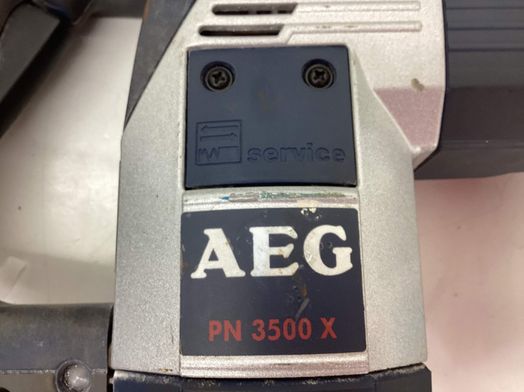 service
AEG
PN 3500 X